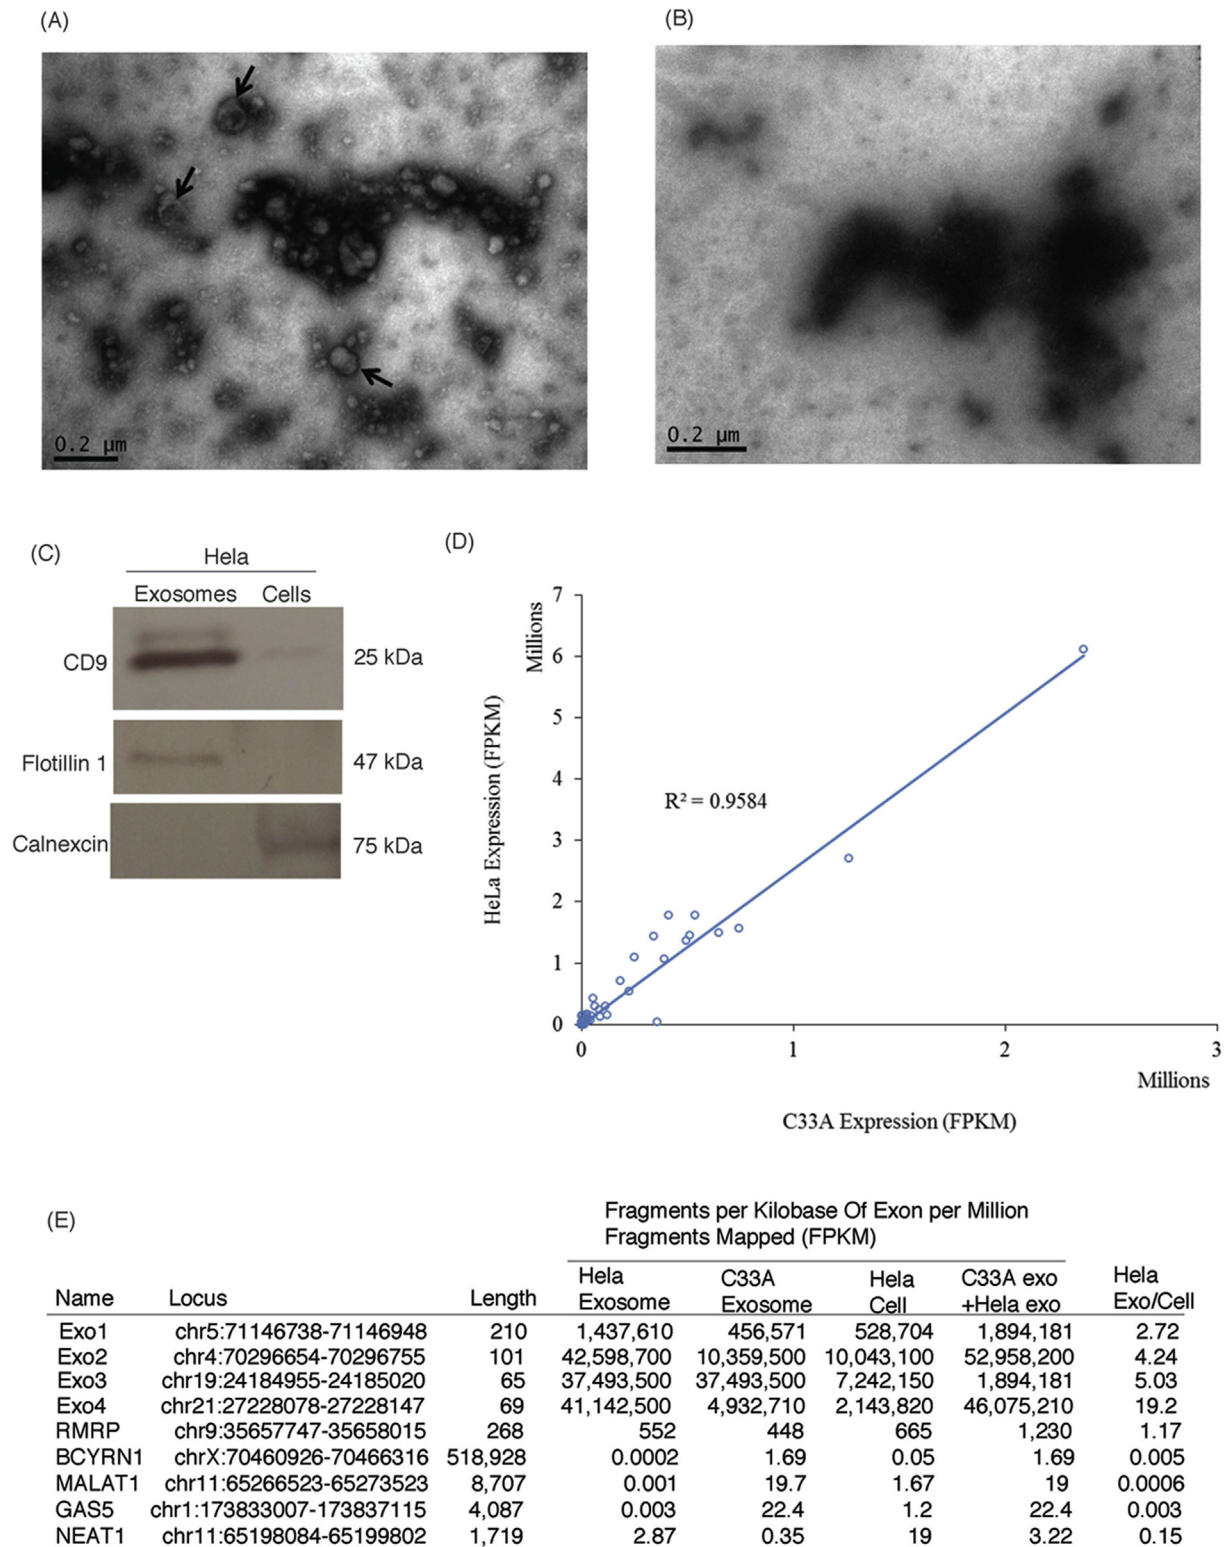 (A)
(B)
0.2 µm
0.2 µm
(C)
Hela
Exosomes Cells
CD9 25 kDa
Flotillin 1 47 kDa
Calnexcin 75 kDa
(D)
7
6
5
4
3
2
1
0
Millions
HeLa Expression (FPKM)
R² = 0.9584
0 1 2 3
Millions
C33A Expression (FPKM)
(E)
Fragments per Kilobase Of Exon per Million
Fragments Mapped (FPKM)
Hela C33A Hela C33A exo Hela
Name Locus Length Exosome Exosome Cell +Hela exo Exo/Cell
Exo1 chr5:71146738-71146948 210 1,437,610 456,571 528,704 1,894,181 2.72
Exo2 chr4:70296654-70296755 101 42,598,700 10,359,500 10,043,100 52,958,200 4.24
Exo3 chr19:24184955-24185020 65 37,493,500 37,493,500 7,242,150 1,894,181 5.03
Exo4 chr21:27228078-27228147 69 41,142,500 4,932,710 2,143,820 46,075,210 19.2
RMRP chr9:35657747-35658015 268 552 448 665 1,230 1.17
BCYRN1 chrX:70460926-70466316 518,928 0.0002 1.69 0.05 1.69 0.005
MALAT1 chr11:65266523-65273523 8,707 0.001 19.7 1.67 19 0.0006
GAS5 chr1:173833007-173837115 4,087 0.003 22.4 1.2 22.4 0.003
NEAT1 chr11:65198084-65199802 1,719 2.87 0.35 19 3.22 0.15